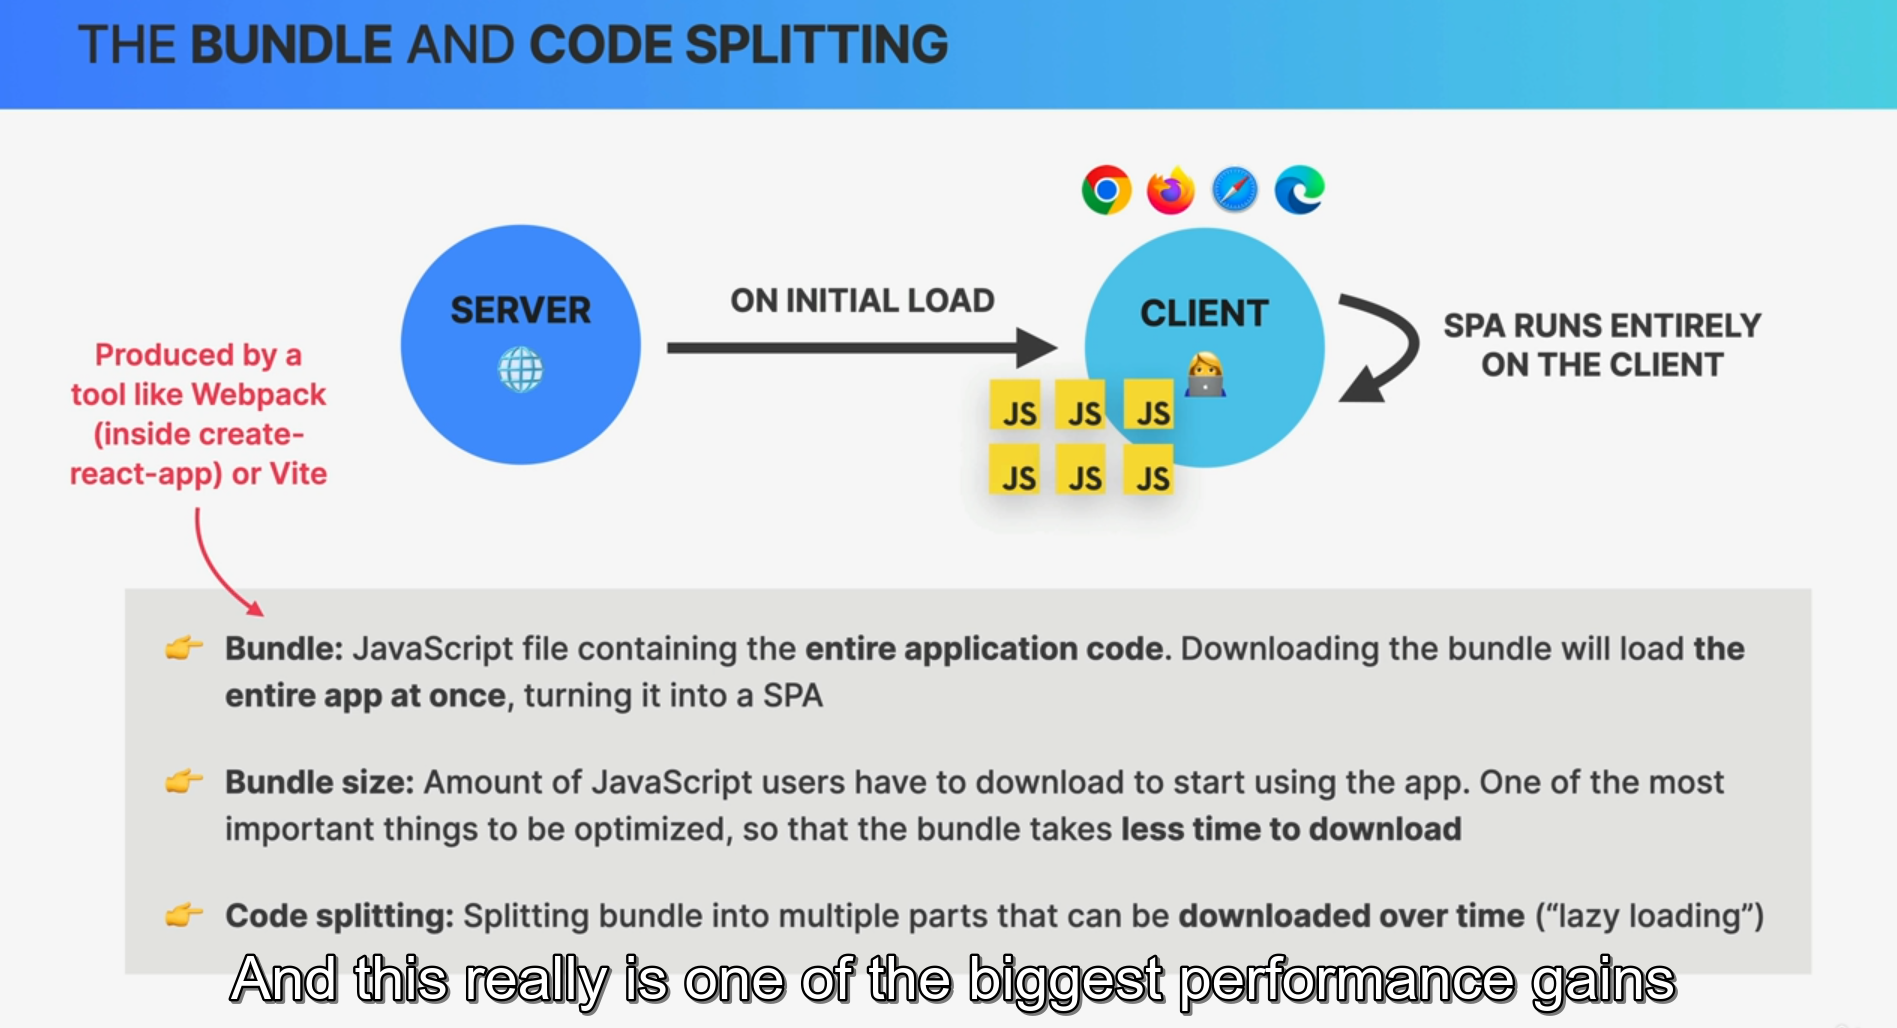 THE BUNDLE AND CODE SPLITTING
SERVER
ON INITIAL LOAD
CLIENT
SPA RUNS ENTIRELY
ON THE CLIENT
Produced by a
tool like Webpack
(inside create-
react-app) or Vite
JS JS JS
JS JS JS
Bundle: JavaScript file containing the entire application code. Downloading the bundle will load the
entire app at once, turning it into a SPA
Bundle size: Amount of JavaScript users have to download to start using the app. One of the most
important things to be optimized, so that the bundle takes less time to download
Code splitting: Splitting bundle into multiple parts that can be downloaded over time (“lazy loading”)
And this really is one of the biggest performance gains